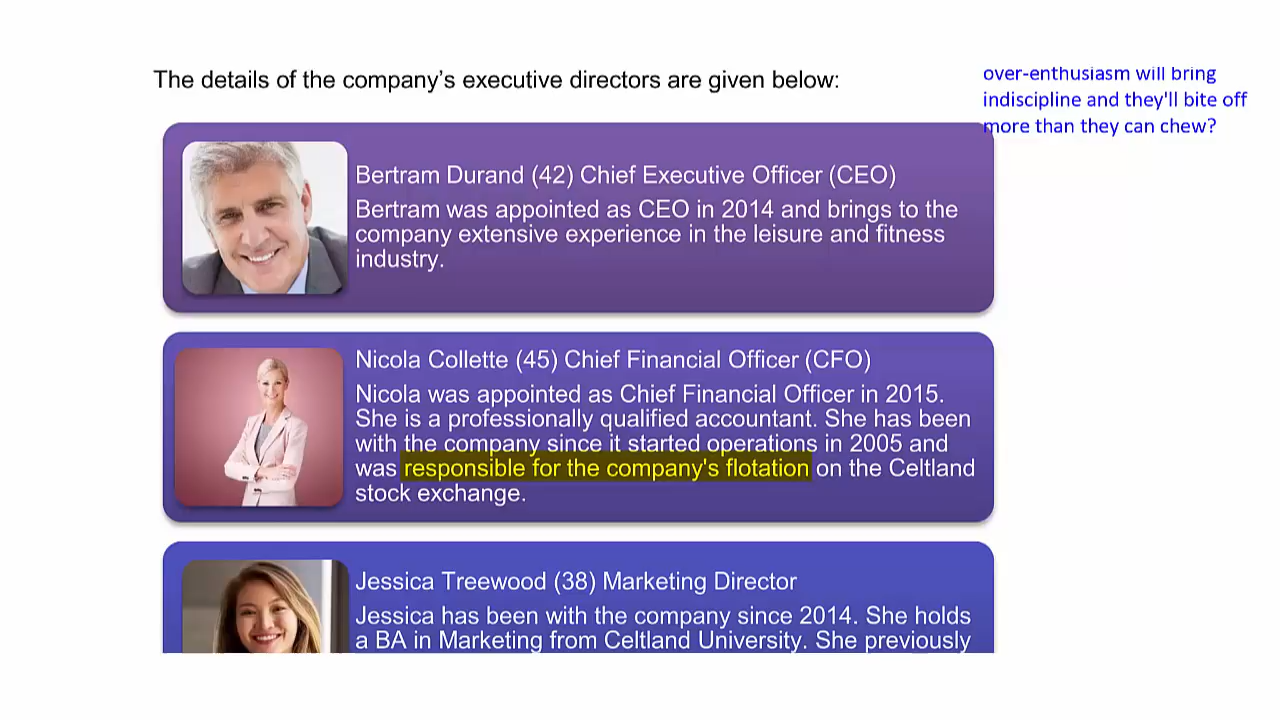 The details of the company's executive directors are given below:
over-enthusiasm will bring
indiscipline and they'll bite off
more than they can chew?
Bertram Durand (42) Chief Executive Officer (CEO)
Bertram was appointed as CEO in 2014 and brings to the
company extensive experience in the leisure and fitness
industry.
Nicola Collette (45) Chief Financial Officer (CFO)
Nicola was appointed as Chief Financial Officer in 2015.
She is a professionally qualified accountant. She has been
with the company since it started operations in 2005 and
was responsible for the company's flotation on the Celtland
stock exchange.
Jessica Treewood (38) Marketing Director
Jessica has been with the company since 2014. She holds
a BA in Marketing from Celtland University. She previously